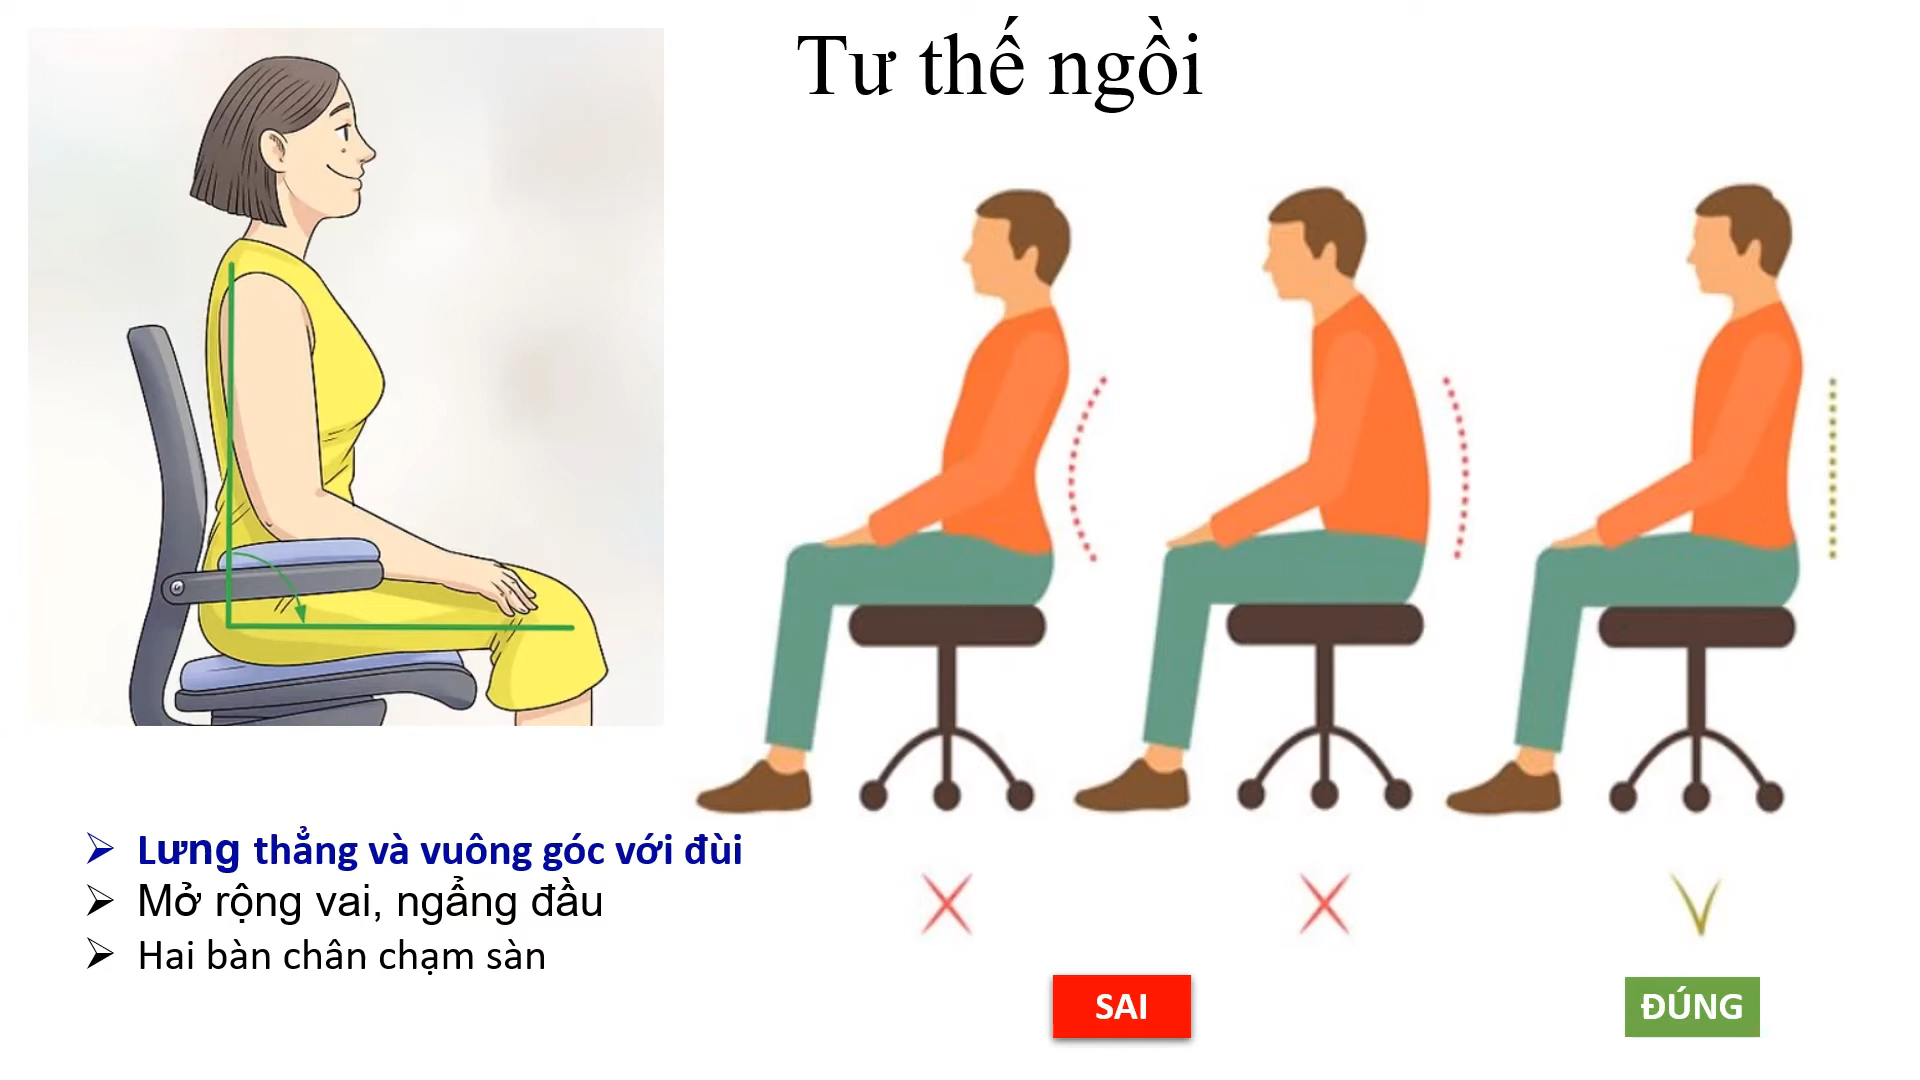 Tư thế ngồi
Lưng thẳng và vuông góc với đùi
Mở rộng vai, ngẩng đầu
Hai bàn chân chạm sàn
SAI
ĐÚNG